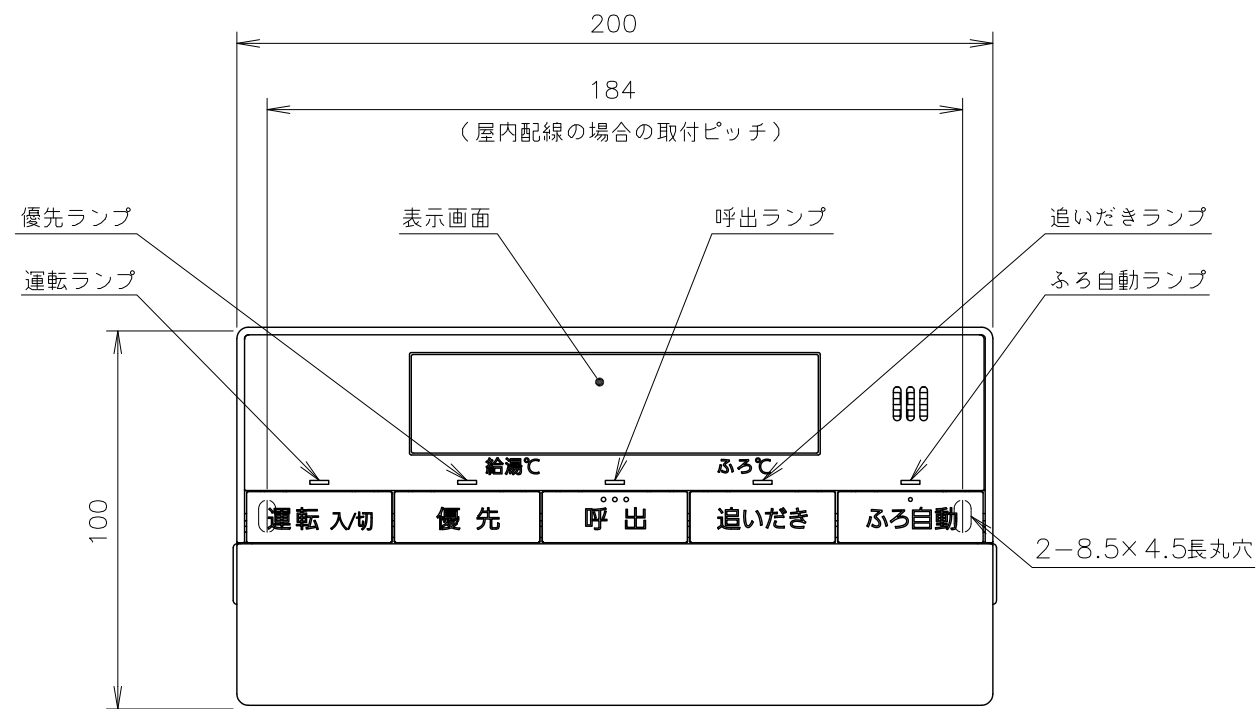 200
184
（屋内配線の場合の取付ピッチ）
優先ランプ
表示画面
呼出ランプ
追いだきランプ
運転ランプ
ふろ自動ランプ
給湯℃
ふろ℃
100
運転 入/切
優先
呼出
追いだき
ふろ自動
2−8.5×4.5長丸穴